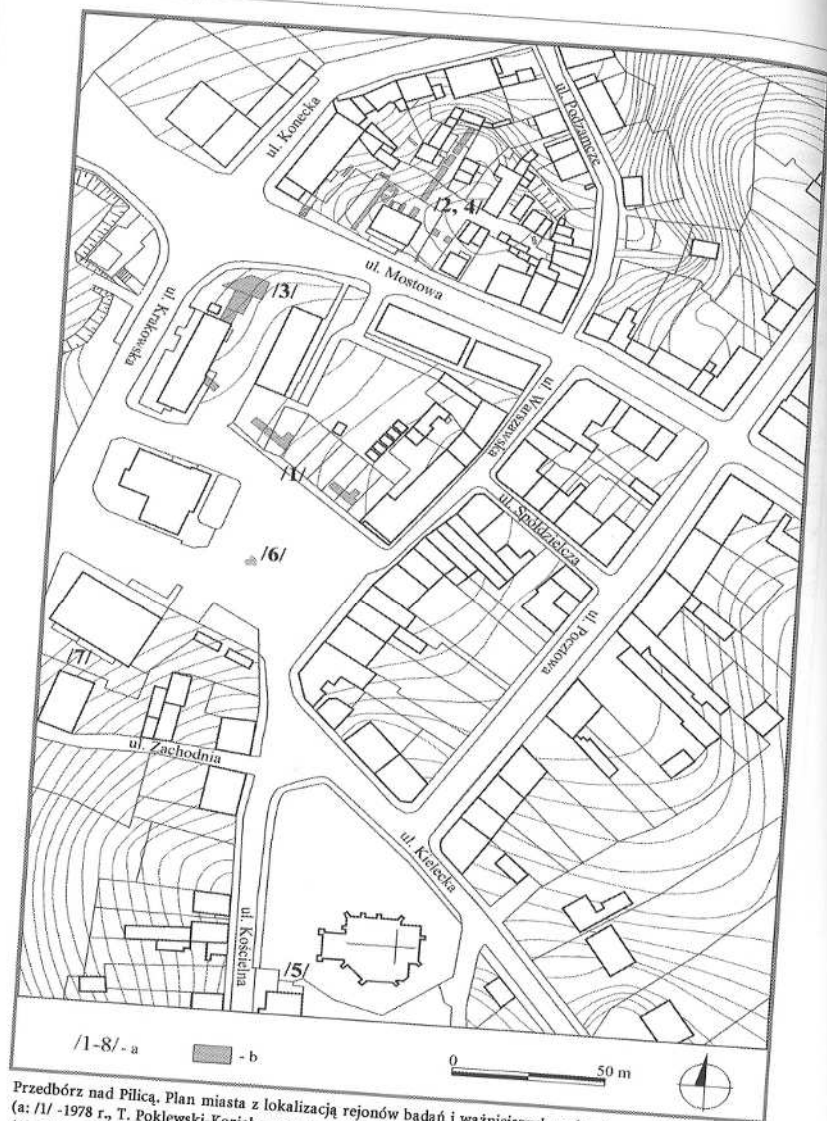 ul. Konecka
ul. Podzamcze
/2, 4/
ul. Mostowa
/3/
ul. Krakowska
ul. Warszawska
/1/
ul. Spółdzielcza
/6/
ul. Pocztowa
/7/
ul. Zachodnia
ul. Kielecka
ul. Kościelna
/5/
/1-8/ - a
- b
0
50 m
Przedbórz nad Pilicą. Plan miasta z lokalizacją rejonów badań i
(a: /1/ -1978 r., T. Poklewski-Koziełł